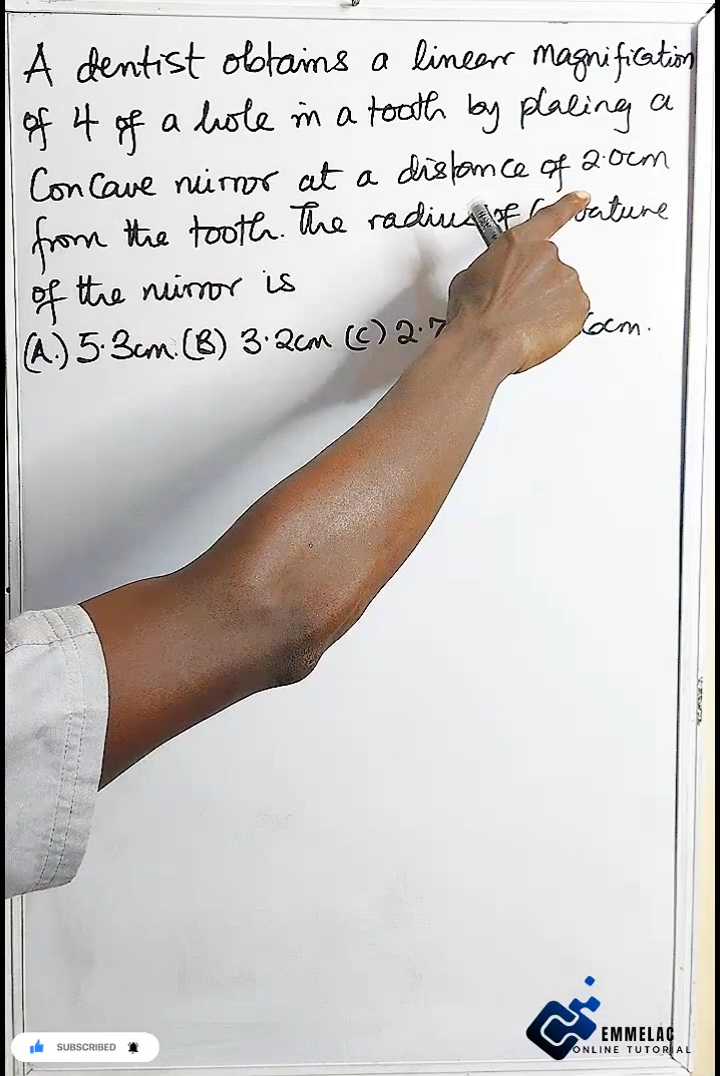 A dentist obtains a linear magnification
of 4 of a hole in a tooth by placing a
Concave mirror at a distance of 2.0cm
from the tooth. The radius of
of the mirror is
(A.) 5.3cm. (B) 3.2cm (C) 2.7 6cm.
SUBSCRIBED
EMMELAC
ONLINE TUTORIAL